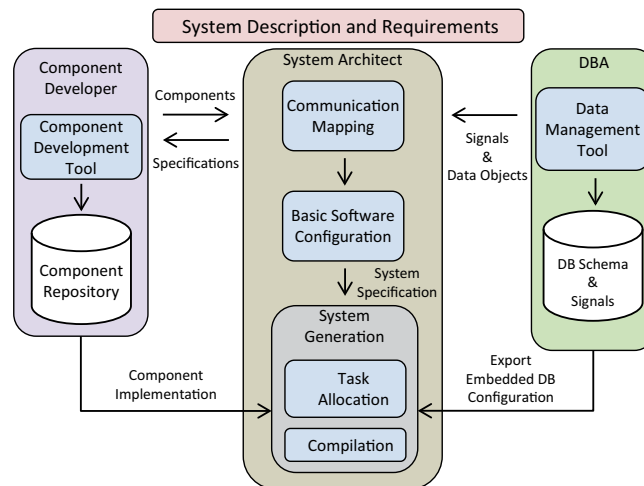 System Description and Requirements
Component
Developer
Component
Development
Tool
Component
Repository
Components
Specifications
System Architect
Communication
Mapping
Basic Software
Configuration
System
Specification
System
Generation
Task
Allocation
Compilation
Signals
&
Data Objects
DBA
Data
Management
Tool
DB Schema
&
Signals
Component
Implementation
Export
Embedded DB
Configuration